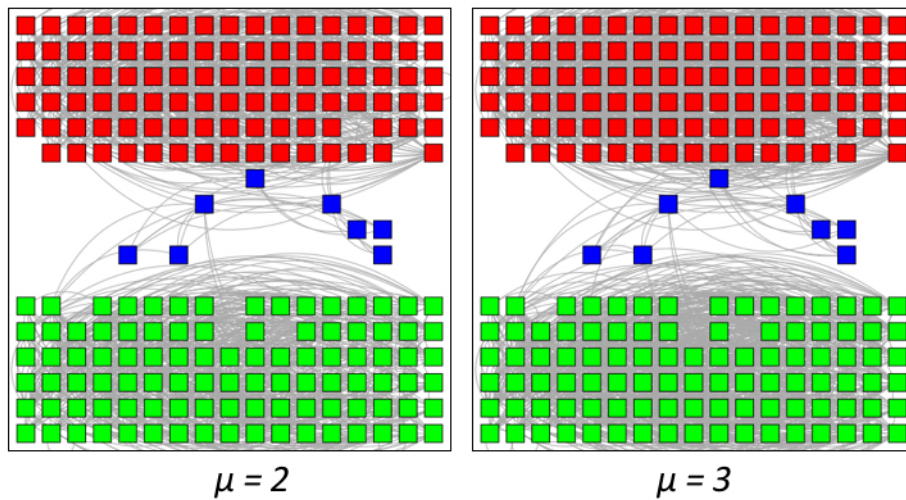 μ = 2
μ = 3